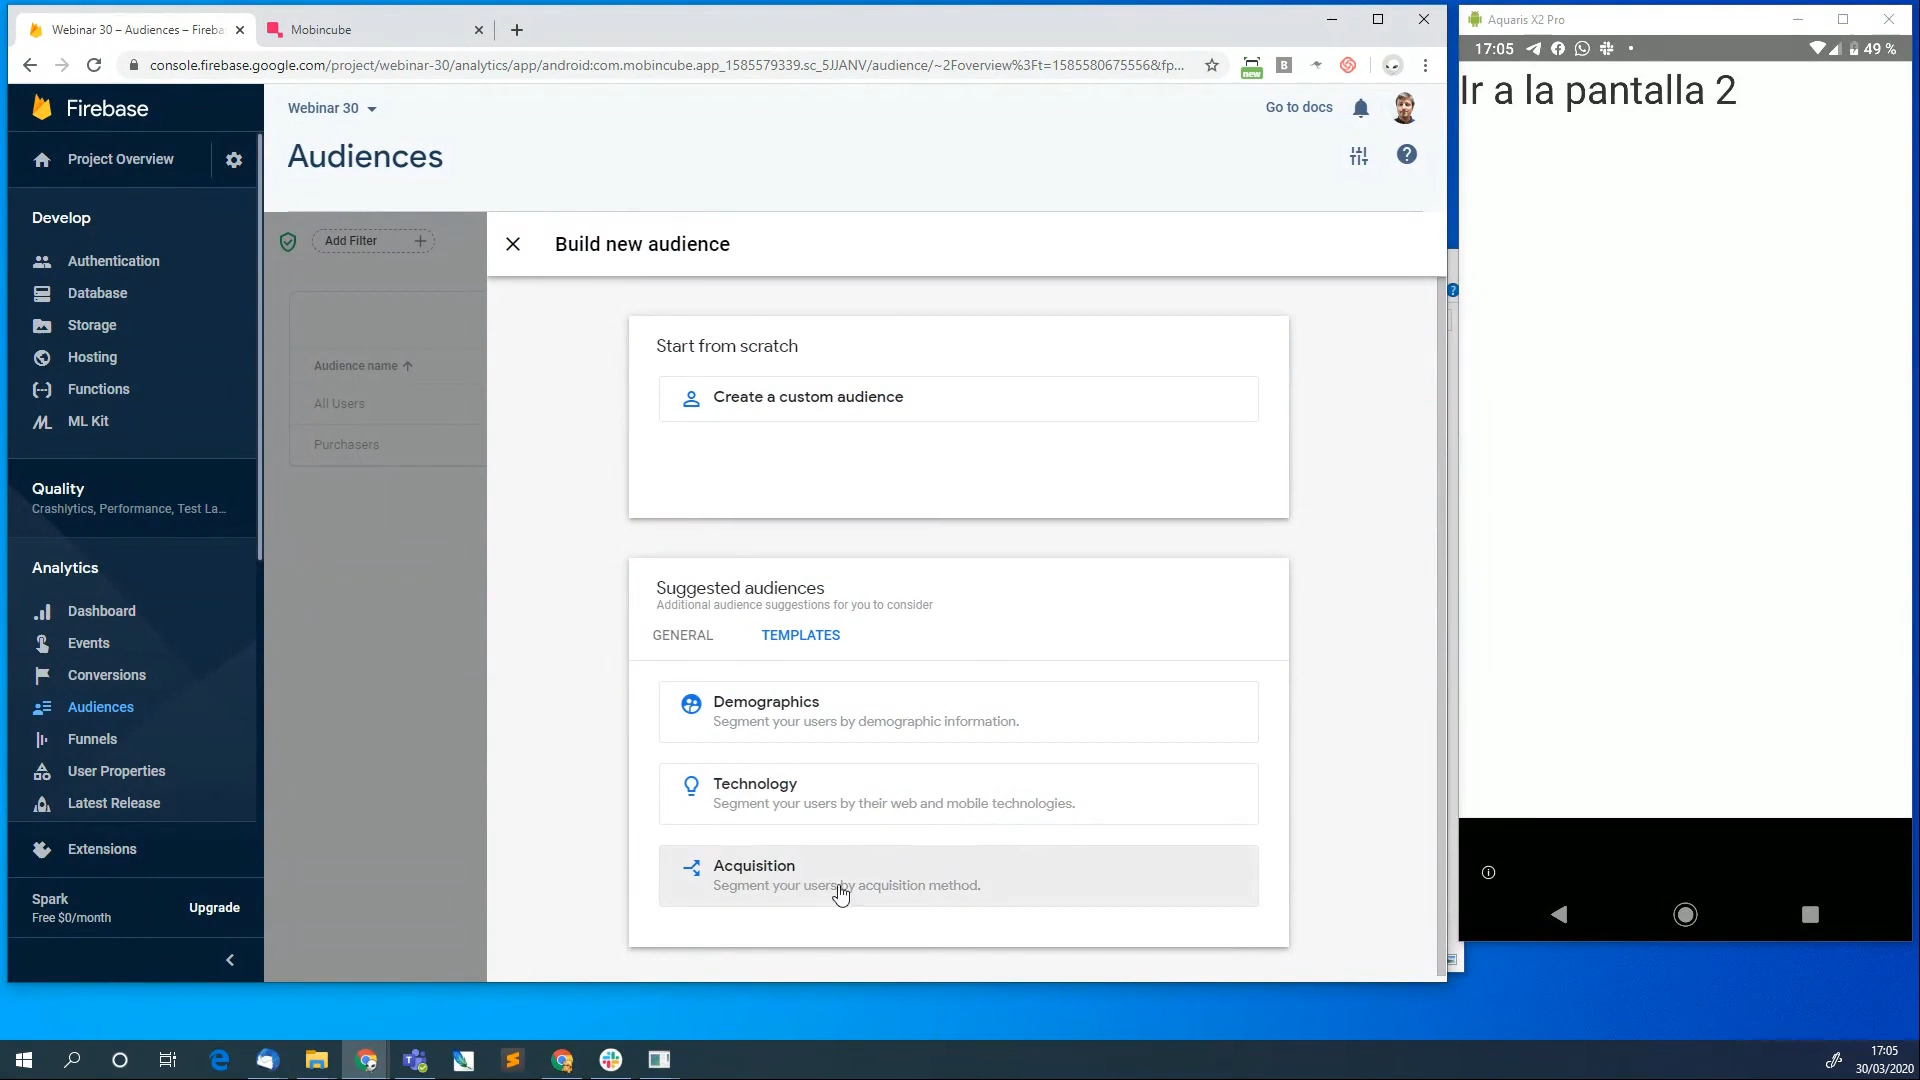 Webinar 30 – Audiences – Fireba
Mobincube
Aquaris X2 Pro
console.firebase.google.com/project/webinar-30/analytics/app/android:com.mobincube.app_1585579339.sc_5JJANV/audience/~2Foverview%3Ft=1585580675556&fp...
new
B
17:05
49 %
Firebase
Webinar 30
Go to docs
Ir a la pantalla 2
Project Overview
Audiences
Develop
Authentication
Database
Storage
Hosting
Functions
ML Kit
Quality
Crashlytics, Performance, Test La...
Analytics
Dashboard
Events
Conversions
Audiences
Funnels
User Properties
Latest Release
Extensions
Spark
Free $0/month
Upgrade
Add Filter
Audience name
All Users
Purchasers
Build new audience
Start from scratch
Create a custom audience
Suggested audiences
Additional audience suggestions for you to consider
GENERAL
TEMPLATES
Demographics
Segment your users by demographic information.
Technology
Segment your users by their web and mobile technologies.
Acquisition
Segment your users by acquisition method.
17:05
30/03/2020